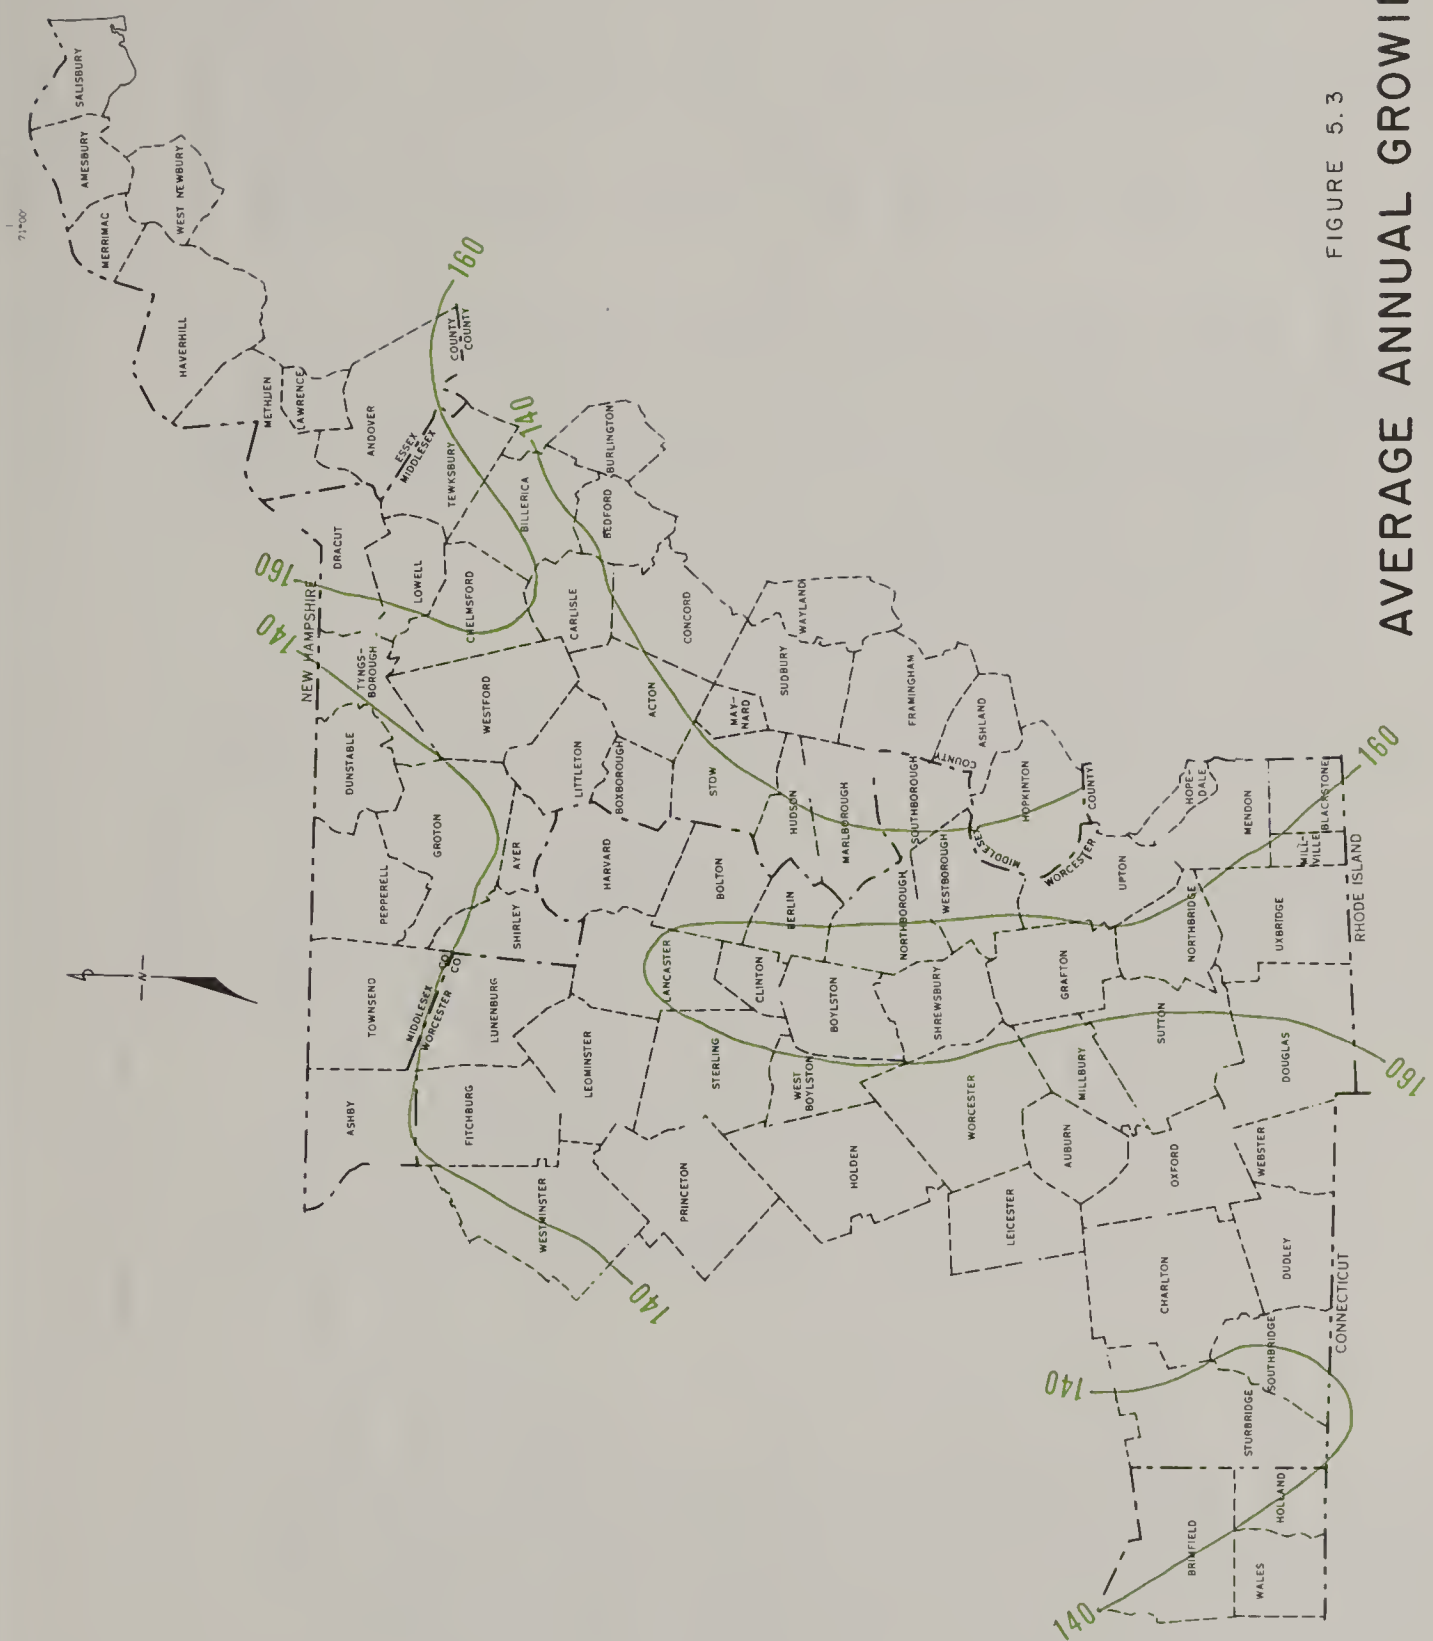 71°00'
SALISBURY
AMESBURY
MERRIMAC
WEST NEWBURY
HAVERHILL
METHUEN
LAWRENCE
ANDOVER
160
COUNTY
COUNTY
ESSEX
MIDDLESEX
TEWKSBURY
140
BURLINGTON
BILLERICA
BEDFORD
DRACUT
LOWELL
CHELMSFORD
CARLISLE
160
140
NEW HAMPSHIRE
TYNGS-
BOROUGH
WESTFORD
CONCORD
WAYLAND
SUDBURY
ACTON
MAY-
NARD
FRAMINGHAM
ASHLAND
DUNSTABLE
LITTLETON
BOXBOROUGH
STOW
HUDSON
MARLBOROUGH
SOUTHBOROUGH
COUNTY
HOPKINTON
COUNTY
GROTON
AYER
HARVARD
BOLTON
BERLIN
NORTHBOROUGH
WESTBOROUGH
MIDDLESEX
WORCESTER
UPTON
HOPE-
DALE
MENDON
MILL-
VILLE
BLACKSTONE
160
RHODE ISLAND
PEPPERELL
SHIRLEY
LANCASTER
CLINTON
BOYLSTON
SHREWSBURY
GRAFTON
NORTHBRIDGE
UXBRIDGE
N
TOWNSEND
MIDDLESEX CO
WORCESTER CO
LUNENBURG
LEOMINSTER
STERLING
WEST
BOYLSTON
WORCESTER
MILLBURY
SUTTON
DOUGLAS
160
ASHBY
FITCHBURG
WESTMINSTER
140
PRINCETON
HOLDEN
LEICESTER
AUBURN
OXFORD
WEBSTER
CHARLTON
DUDLEY
CONNECTICUT
140
SOUTHBRIDGE
STURBRIDGE
HOLLAND
BRIMFIELD
WALES
140
FIGURE 5.3
AVERAGE ANNUAL GROWI